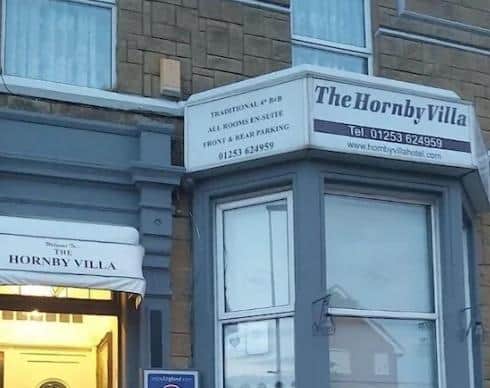 TRADITIONAL 4* B&B
ALL ROOMS EN-SUITE
FRONT & REAR PARKING
01253 624959
The Hornby Villa
Tel. 01253 624959
www.hornbyvillahotel.com
Welcome To...
THE
HORNBY VILLA